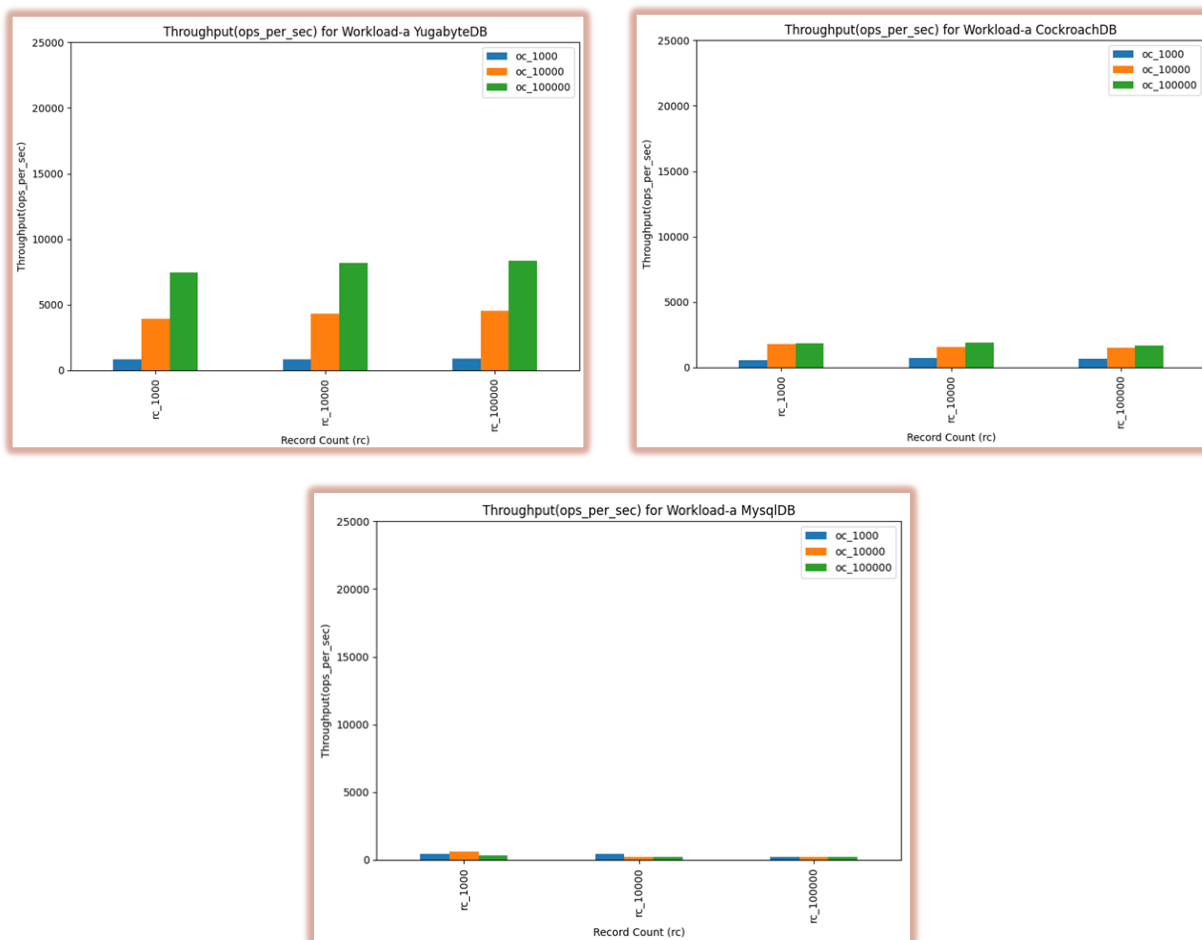 Throughput(ops_per_sec) for Workload-a YugabyteDB
25000
20000
15000
10000
5000
0
Throughput(ops_per_sec)
oc_1000
oc_10000
oc_100000
rc_1000
rc_10000
rc_100000
Record Count (rc)
Throughput(ops_per_sec) for Workload-a CockroachDB
25000
20000
15000
10000
5000
0
Throughput(ops_per_sec)
oc_1000
oc_10000
oc_100000
rc_1000
rc_10000
rc_100000
Record Count (rc)
Throughput(ops_per_sec) for Workload-a MysqlDB
25000
20000
15000
10000
5000
0
Throughput(ops_per_sec)
oc_1000
oc_10000
oc_100000
rc_1000
rc_10000
rc_100000
Record Count (rc)